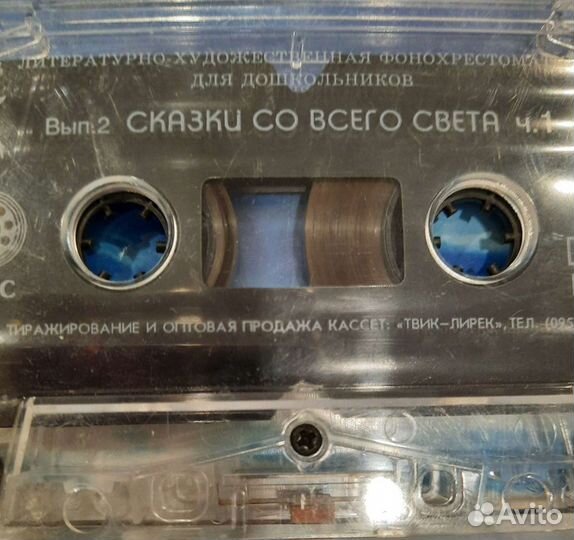 ЛИТЕРАТУРНО-ХУДОЖЕСТВЕННАЯ ФОНОХРЕСТОМА
ДЛЯ ДОШКОЛЬНИКОВ
Вып.2 СКАЗКИ СО ВСЕГО СВЕТА ч.1
С
ТИРАЖИРОВАНИЕ И ОПТОВАЯ ПРОДАЖА КАССЕТ: «ТВИК-ЛИРЕК», ТЕЛ. (095
Avito